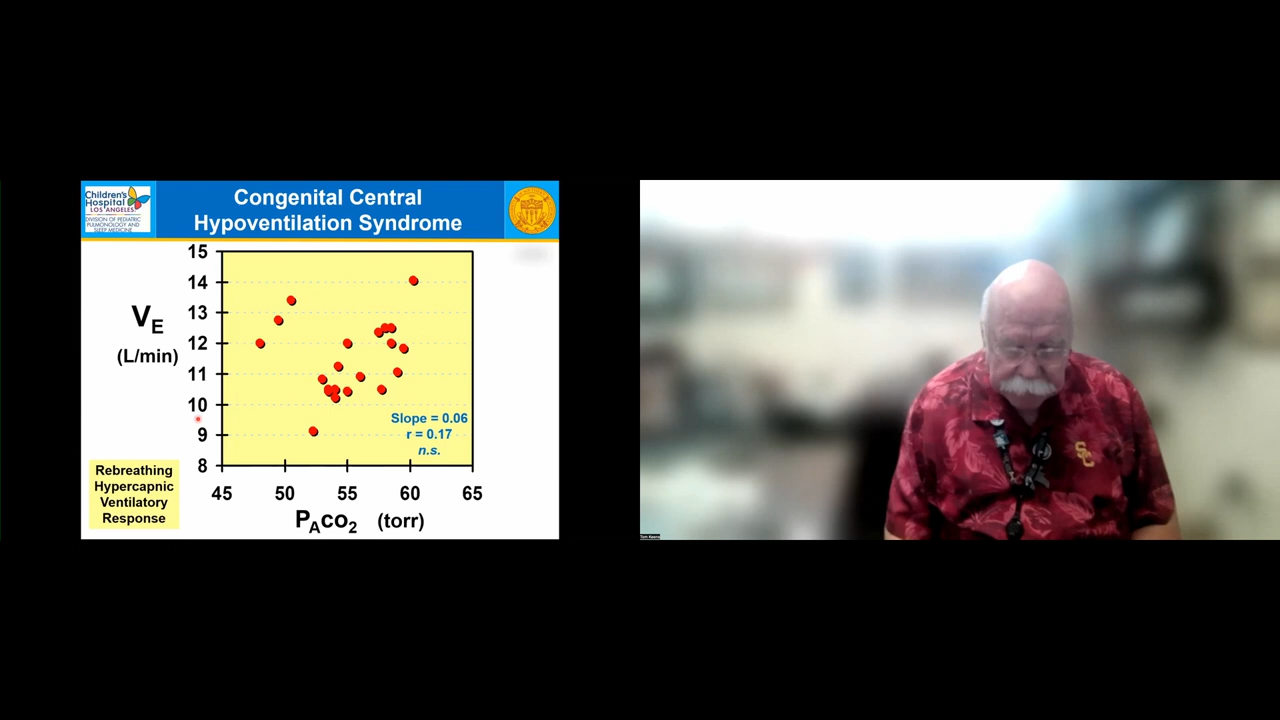 Children's
Hospital
LOS ANGELES
DIVISION OF PEDIATRIC
PULMONOLOGY AND
SLEEP MEDICINE
Congenital Central
Hypoventilation Syndrome
15
14
13
12
11
10
9
8
VE
(L/min)
Slope = 0.06
r = 0.17
n.s.
45
50
55
60
65
PAco2 (torr)
Rebreathing
Hypercapnic
Ventilatory
Response
SC
Tom Keens